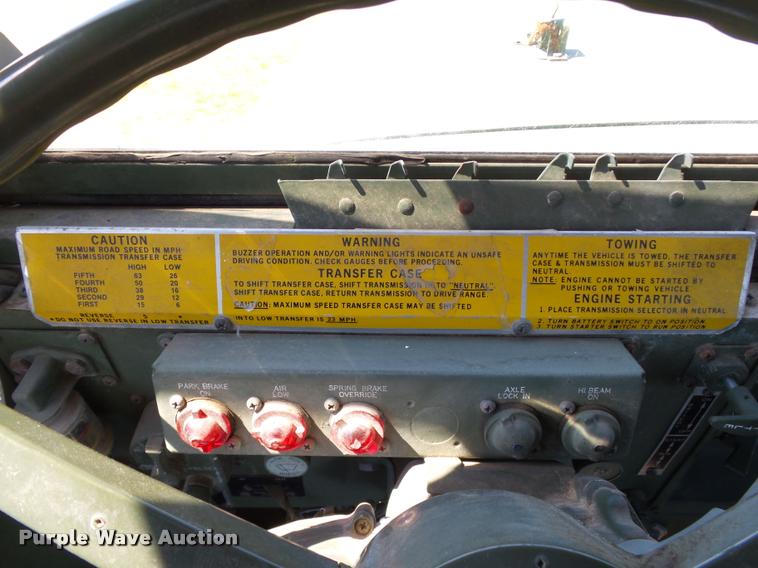 CAUTION
MAXIMUM ROAD SPEED IN MPH
TRANSMISSION TRANSFER CASE
HIGH LOW
FIFTH 63 26
FOURTH 50 20
THIRD 38 16
SECOND 29 12
FIRST 15 6
REVERSE 5 *
* DO NOT USE REVERSE IN LOW TRANSFER
WARNING
BUZZER OPERATION AND/OR WARNING LIGHTS INDICATE AN UNSAFE
DRIVING CONDITION. CHECK GAUGES BEFORE PROCEEDING.
TRANSFER CASE
TO SHIFT TRANSFER CASE, SHIFT TRANSMISSION INTO "NEUTRAL",
SHIFT TRANSFER CASE, RETURN TRANSMISSION TO DRIVE RANGE.
CAUTION: MAXIMUM SPEED TRANSFER CASE MAY BE SHIFTED
INTO LOW TRANSFER IS 23 MPH.
TOWING
ANYTIME THE VEHICLE IS TOWED, THE TRANSFER
CASE & TRANSMISSION MUST BE SHIFTED TO
NEUTRAL.
NOTE: ENGINE CANNOT BE STARTED BY
PUSHING OR TOWING VEHICLE
ENGINE STARTING
1. PLACE TRANSMISSION SELECTOR IN NEUTRAL
2. TURN BATTERY SWITCH TO ON POSITION
3. TURN STARTER SWITCH TO RUN POSITION
PARK BRAKE
ON
AIR
LOW
SPRING BRAKE
OVERRIDE
AXLE
LOCK IN
HI BEAM
ON
Purple Wave Auction